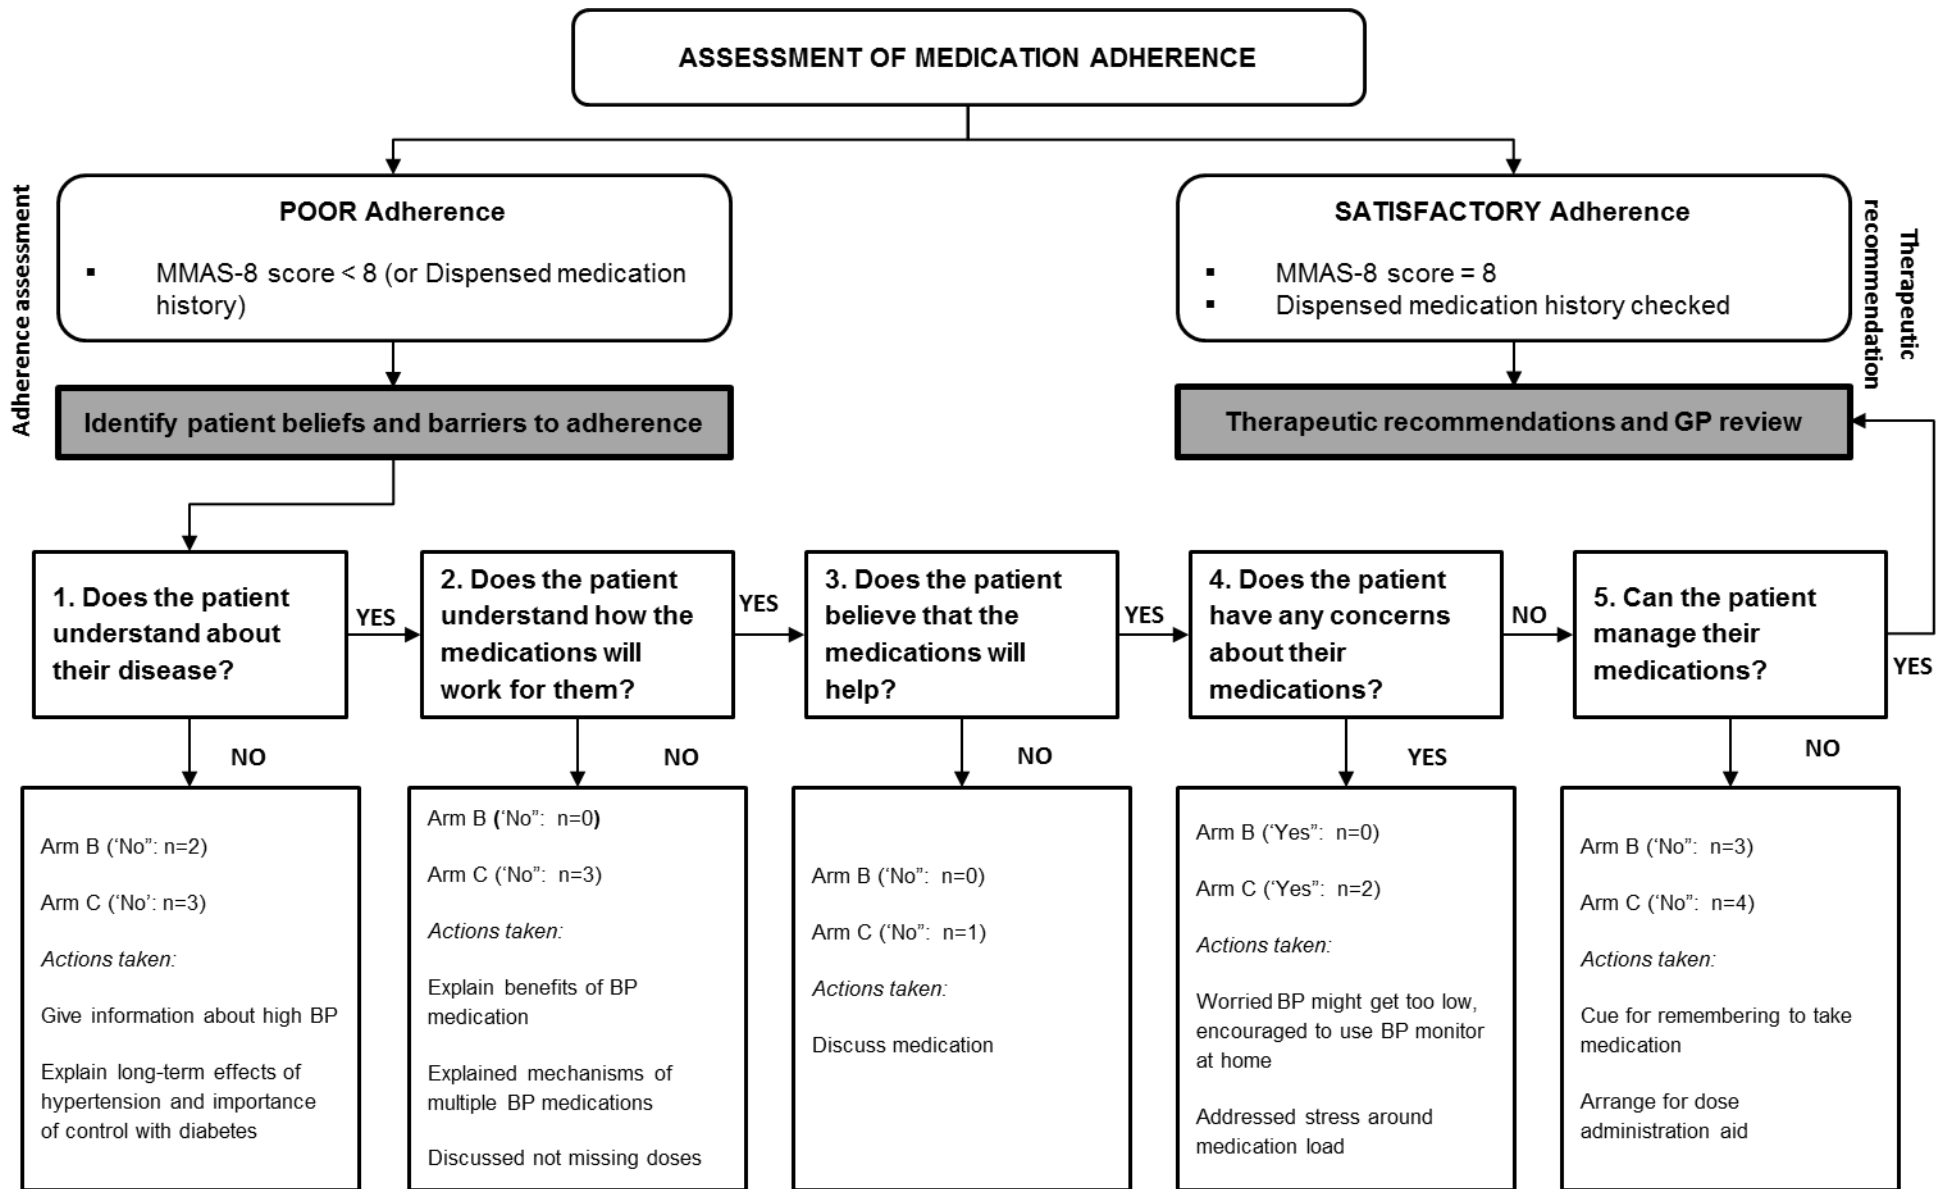 ASSESSMENT OF MEDICATION ADHERENCE
Adherence assessment
POOR Adherence
▪ MMAS-8 score < 8 (or Dispensed medication
history)
SATISFACTORY Adherence
▪ MMAS-8 score = 8
▪ Dispensed medication history checked
Therapeutic
recommendation
Identify patient beliefs and barriers to adherence
Therapeutic recommendations and GP review
1. Does the patient
understand about
their disease?
YES
2. Does the patient
understand how the
medications will
work for them?
YES
3. Does the patient
believe that the
medications will
help?
YES
4. Does the patient
have any concerns
about their
medications?
NO
5. Can the patient
manage their
medications?
YES
NO
NO
NO
YES
NO
Arm B (‘No”: n=2)
Arm C (‘No’: n=3)
Actions taken:
Give information about high BP
Explain long-term effects of
hypertension and importance
of control with diabetes
Arm B (‘No”: n=0)
Arm C (‘No”: n=3)
Actions taken:
Explain benefits of BP
medication
Explained mechanisms of
multiple BP medications
Discussed not missing doses
Arm B (‘No”: n=0)
Arm C (‘No”: n=1)
Actions taken:
Discuss medication
Arm B (‘Yes”: n=0)
Arm C (‘Yes”: n=2)
Actions taken:
Worried BP might get too low,
encouraged to use BP monitor
at home
Addressed stress around
medication load
Arm B (‘No”: n=3)
Arm C (‘No”: n=4)
Actions taken:
Cue for remembering to take
medication
Arrange for dose
administration aid